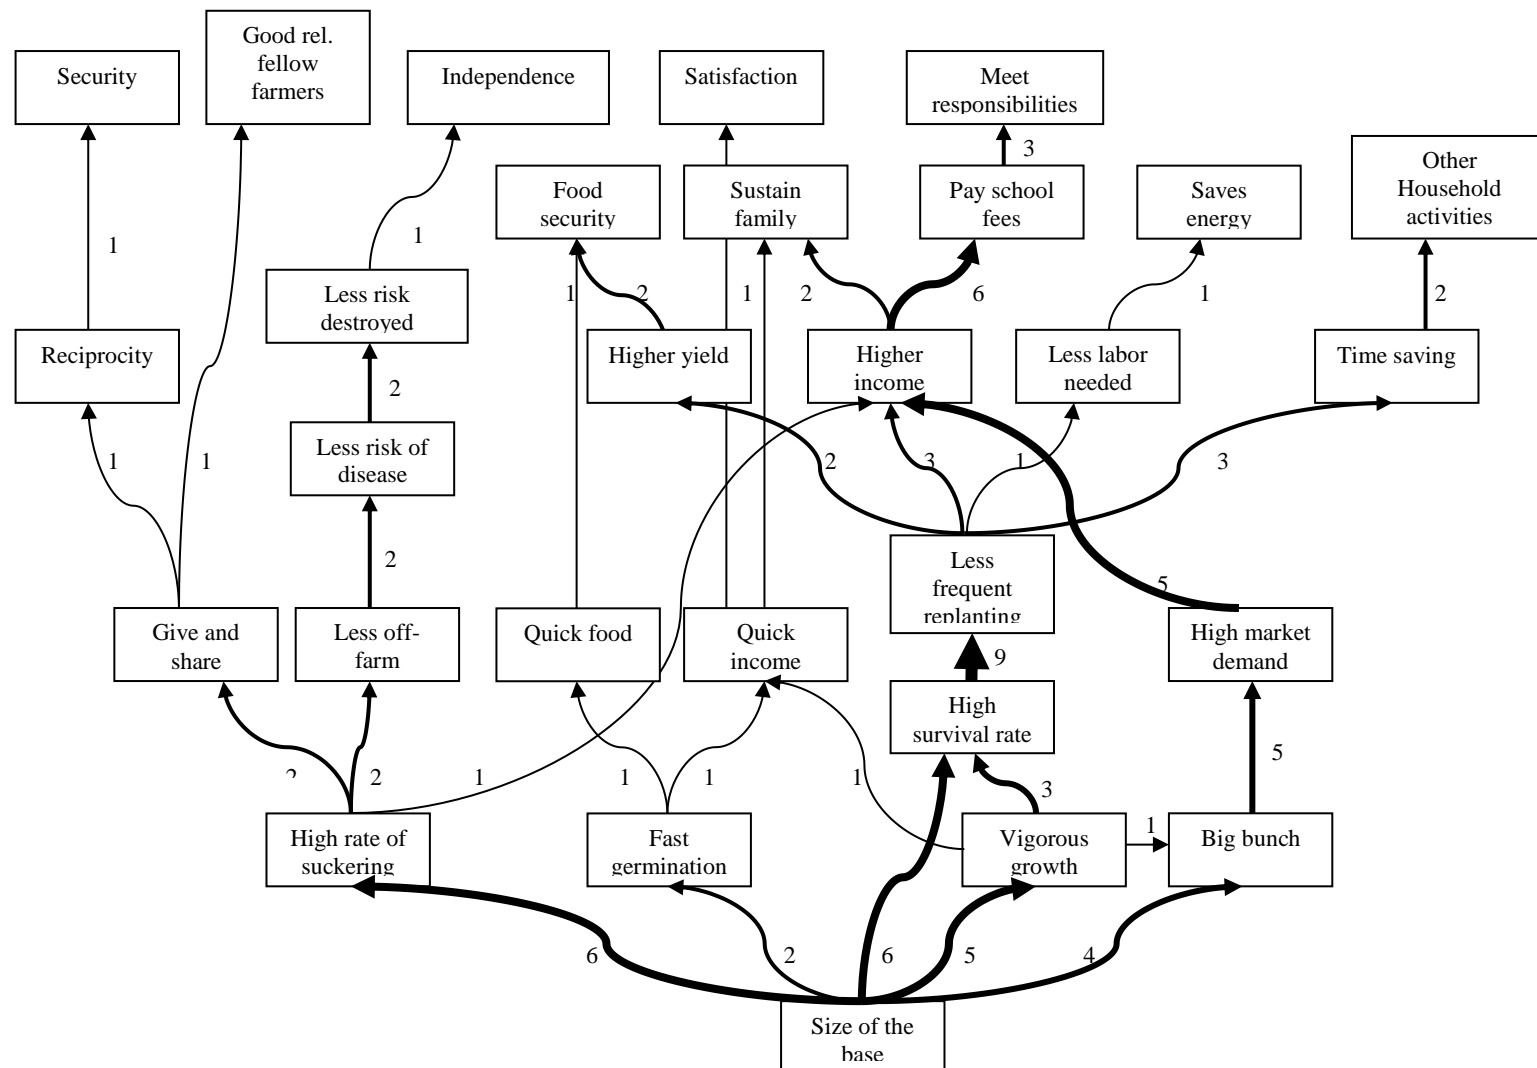 Good rel.
fellow
farmers
Security
Independence
Satisfaction
Meet
responsibilities
3
Other
Household
activities
Food
security
Sustain
family
Pay school
fees
Saves
energy
1
1
1
Less risk
destroyed
1
2
1
2
6
1
2
Reciprocity
Higher yield
Higher
income
Less labor
needed
Time saving
2
Less risk of
disease
1
1
2
3
1
3
2
Less
frequent
replanting
5
Give and
share
Less off-
farm
Quick food
Quick
income
High market
demand
9
High
survival rate
2
2
1
1
1
1
3
5
1
High rate of
suckering
Fast
germination
Vigorous
growth
Big bunch
6
2
6
5
4
Size of the
base